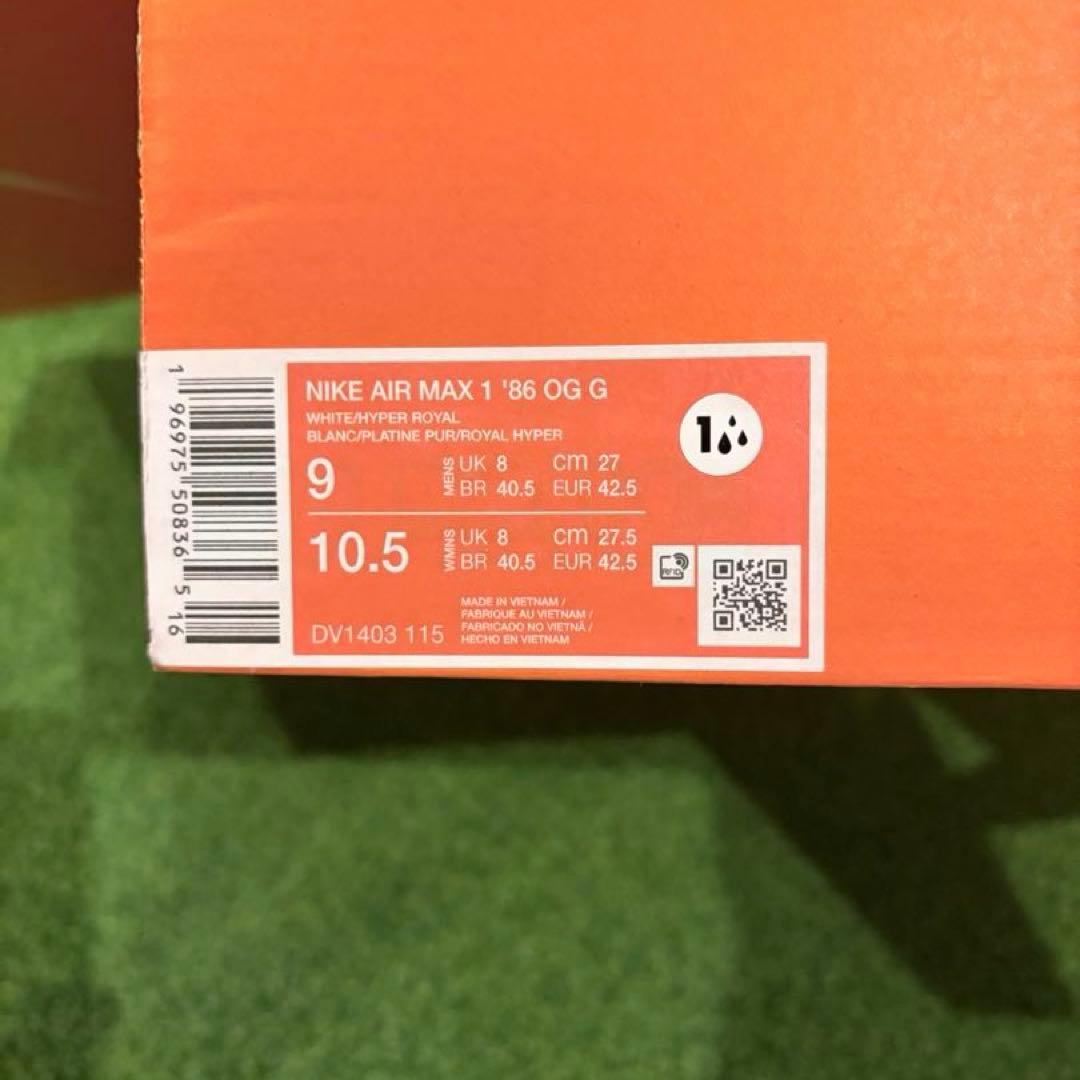 1 96975 50836 5 16
NIKE AIR MAX 1 '86 OG G
WHITE/HYPER ROYAL
BLANC/PLATINE PUR/ROYAL HYPER
9 MENS UK 8 cm 27
BR 40.5 EUR 42.5
10.5 WMNS UK 8 cm 27.5
BR 40.5 EUR 42.5
MADE IN VIETNAM /
FABRIQUE AU VIETNAM /
FABRICADO NO VIETNÃ /
HECHO EN VIETNAM
DV1403 115
1
RFID